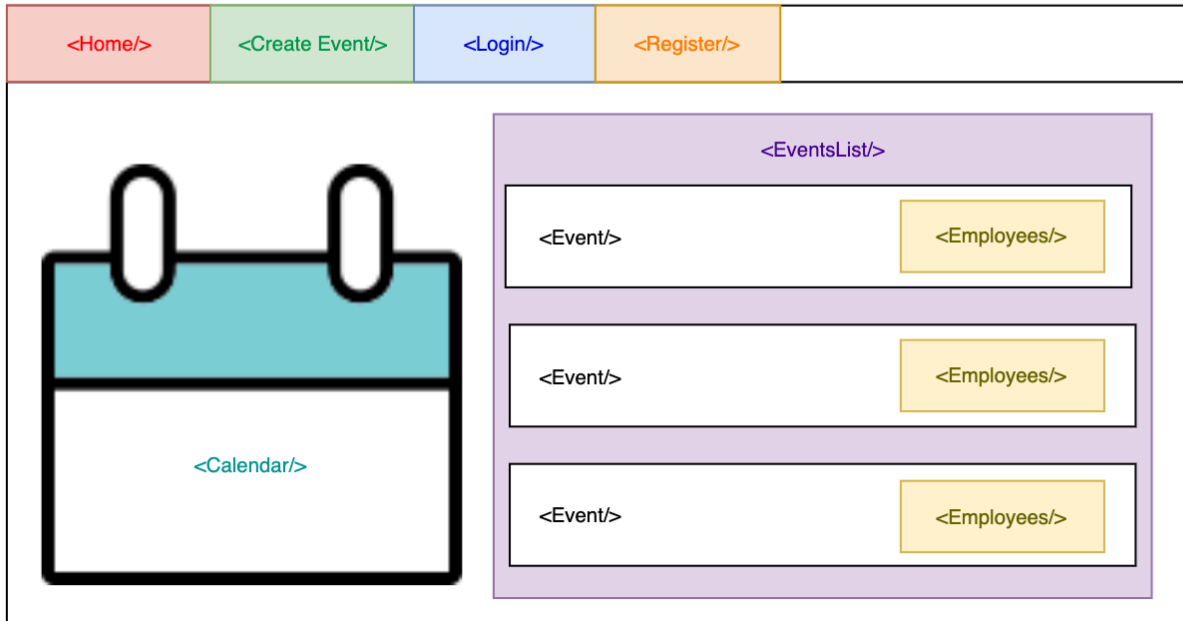 <Home/>
<Create Event/>
<Login/>
<Register/>
<EventsList/>
<Event/>
<Employees/>
<Event/>
<Employees/>
<Event/>
<Employees/>
<Calendar/>